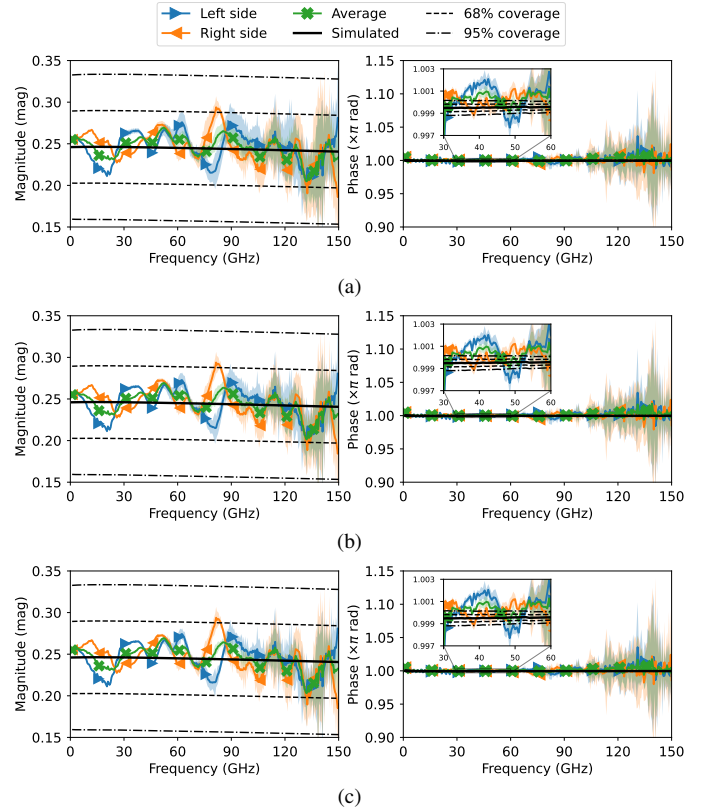 Left side Average 68% coverage
Right side Simulated 95% coverage
0.35
0.30
0.25
0.20
0.15
Magnitude (mag)
0 30 60 90 120 150
Frequency (GHz)
1.15
1.10
1.05
1.00
0.95
0.90
Phase (×π rad)
1.003
1.001
0.999
0.997
30 40 50 60
0 30 60 90 120 150
Frequency (GHz)
(a)
0.35
0.30
0.25
0.20
0.15
Magnitude (mag)
0 30 60 90 120 150
Frequency (GHz)
1.15
1.10
1.05
1.00
0.95
0.90
Phase (×π rad)
1.003
1.001
0.999
0.997
30 40 50 60
0 30 60 90 120 150
Frequency (GHz)
(b)
0.35
0.30
0.25
0.20
0.15
Magnitude (mag)
0 30 60 90 120 150
Frequency (GHz)
1.15
1.10
1.05
1.00
0.95
0.90
Phase (×π rad)
1.003
1.001
0.999
0.997
30 40 50 60
0 30 60 90 120 150
Frequency (GHz)
(c)